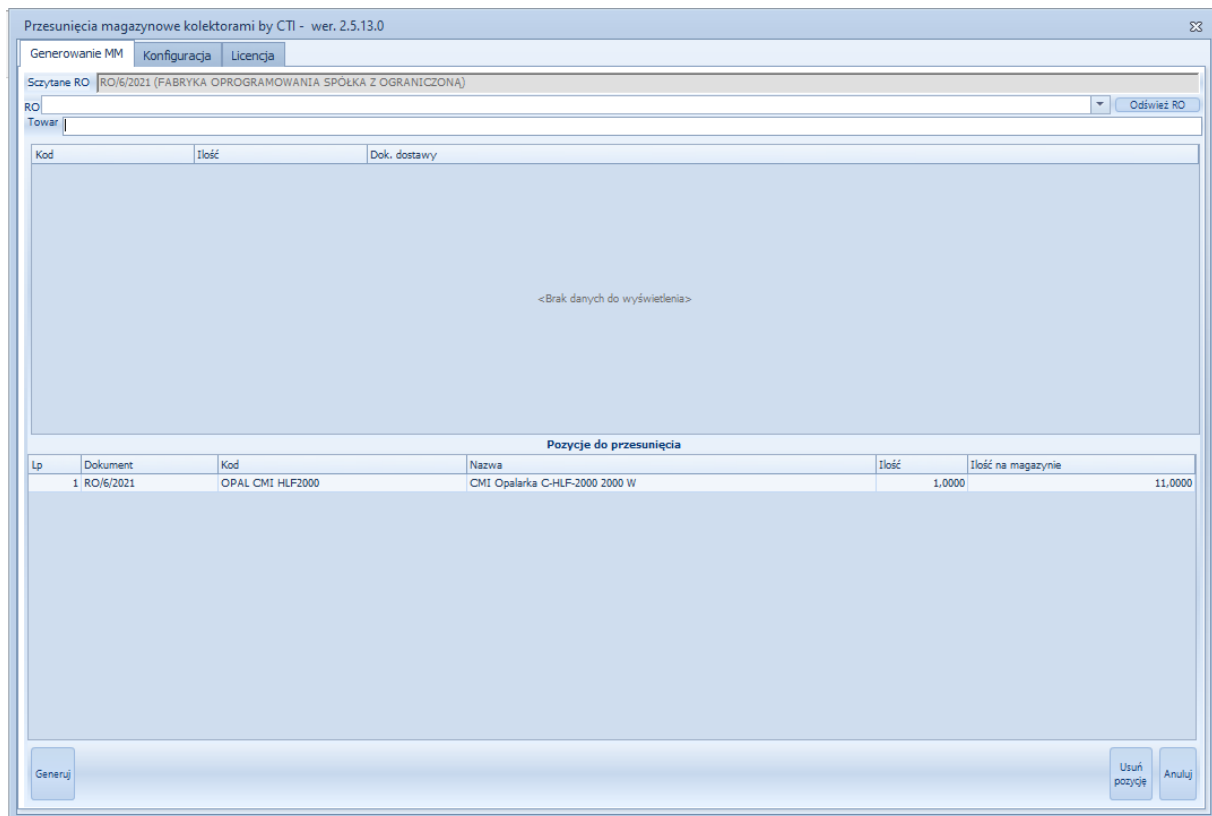 Przesunięcia magazynowe kolektorami by CTI - wer. 2.5.13.0
Generowanie MM Konfiguracja Licencja
Sczytane RO RO/6/2021 (FABRYKA OPROGRAMOWANIA SPÓŁKA Z OGRANICZONĄ)
RO Odśwież RO
Towar
Kod Ilość Dok. dostawy
<Brak danych do wyświetlenia>
Pozycje do przesunięcia
Lp Dokument Kod Nazwa Ilość Ilość na magazynie
1 RO/6/2021 OPAL CMI HLF2000 CMI Opalarka C-HLF-2000 2000 W 1,0000 11,0000
Generuj
Usuń
pozycję
Anuluj